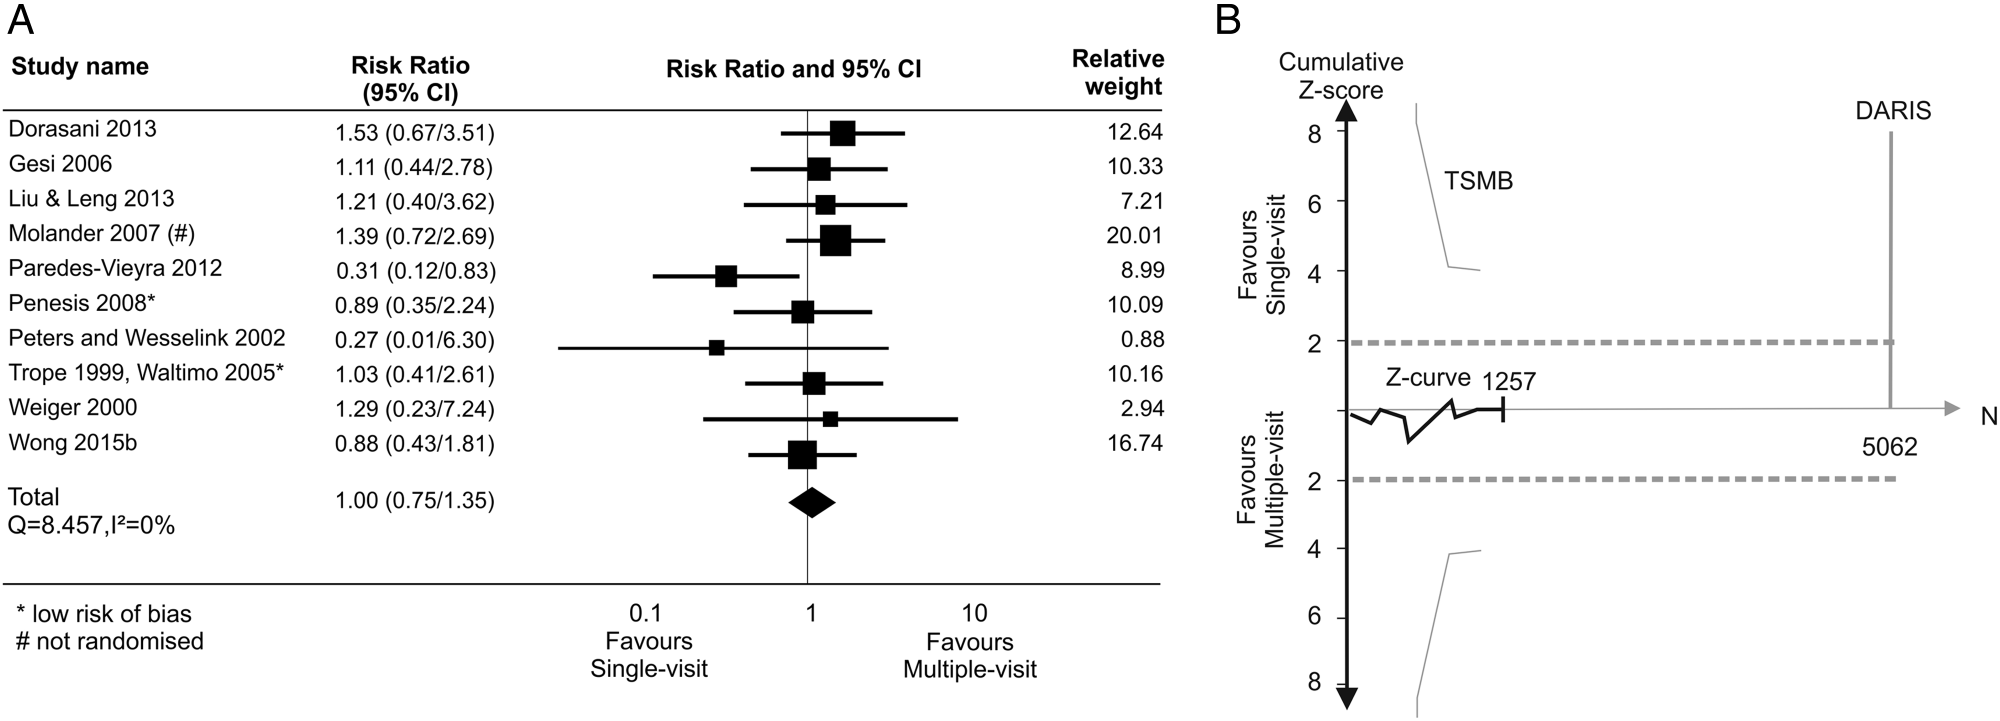 A
Study name Risk Ratio (95% CI) Risk Ratio and 95% CI Relative weight
Dorasani 2013 1.53 (0.67/3.51) 12.64
Gesi 2006 1.11 (0.44/2.78) 10.33
Liu & Leng 2013 1.21 (0.40/3.62) 7.21
Molander 2007 (#) 1.39 (0.72/2.69) 20.01
Paredes-Vieyra 2012 0.31 (0.12/0.83) 8.99
Penesis 2008* 0.89 (0.35/2.24) 10.09
Peters and Wesselink 2002 0.27 (0.01/6.30) 0.88
Trope 1999, Waltimo 2005* 1.03 (0.41/2.61) 10.16
Weiger 2000 1.29 (0.23/7.24) 2.94
Wong 2015b 0.88 (0.43/1.81) 16.74
Total 1.00 (0.75/1.35)
Q=8.457,I²=0%
* low risk of bias
# not randomised
0.1 1 10
Favours
Single-visit
Favours
Multiple-visit
B
Cumulative
Z-score
DARIS
TSMB
8
6
4
2
2
4
6
8
Favours
Single-visit
Favours
Multiple-visit
Z-curve 1257
N
5062